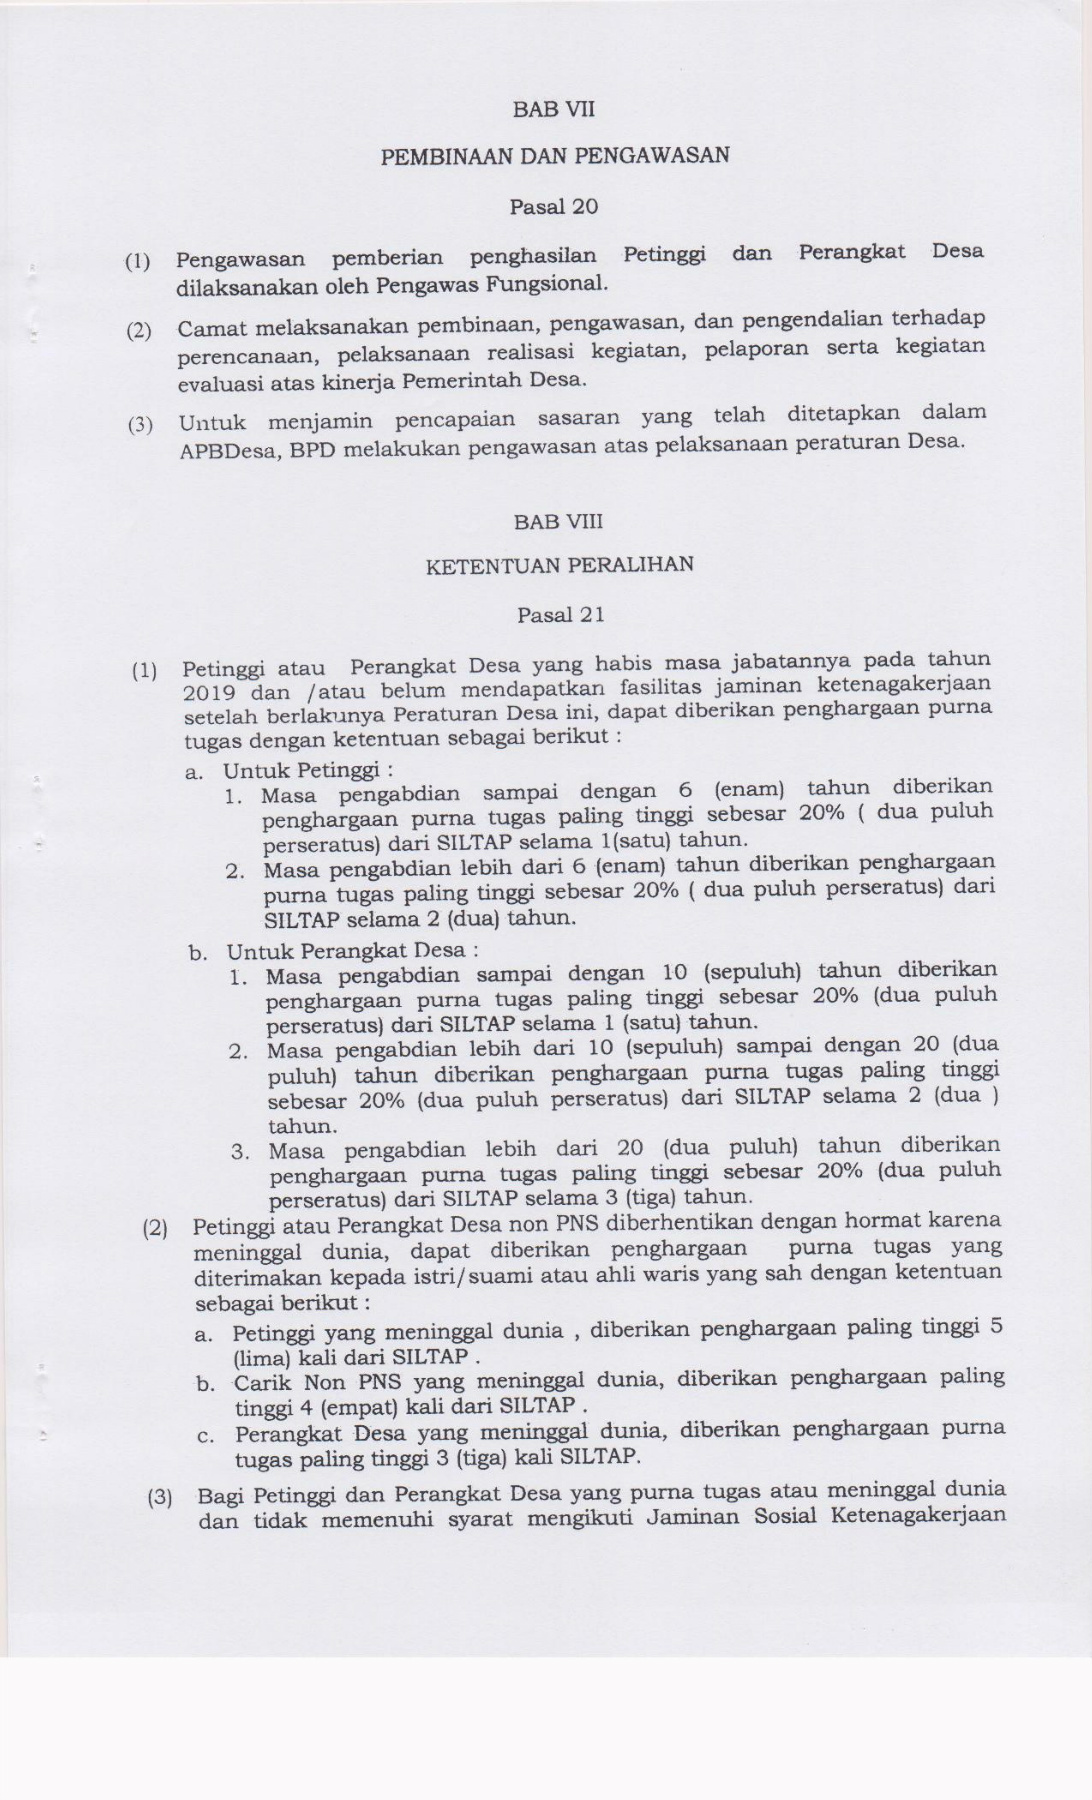 BAB VII
PEMBINAAN DAN PENGAWASAN
Pasal 20
(1) Pengawasan pemberian penghasilan Petinggi dan Perangkat Desa
dilaksanakan oleh Pengawas Fungsional.
(2) Camat melaksanakan pembinaan, pengawasan, dan pengendalian terhadap
perencanaan, pelaksanaan realisasi kegiatan, pelaporan serta kegiatan
evaluasi atas kinerja Pemerintah Desa.
(3) Untuk menjamin pencapaian sasaran yang telah ditetapkan dalam
APBDesa, BPD melakukan pengawasan atas pelaksanaan peraturan Desa.
BAB VIII
KETENTUAN PERALIHAN
Pasal 21
(1) Petinggi atau Perangkat Desa yang habis masa jabatannya pada tahun
2019 dan /atau belum mendapatkan fasilitas jaminan ketenagakerjaan
setelah berlakunya Peraturan Desa ini, dapat diberikan penghargaan purna
tugas dengan ketentuan sebagai berikut :
a. Untuk Petinggi :
1. Masa pengabdian sampai dengan 6 (enam) tahun diberikan
penghargaan purna tugas paling tinggi sebesar 20% ( dua puluh
perseratus) dari SILTAP selama 1(satu) tahun.
2. Masa pengabdian lebih dari 6 (enam) tahun diberikan penghargaan
purna tugas paling tinggi sebesar 20% ( dua puluh perseratus) dari
SILTAP selama 2 (dua) tahun.
b. Untuk Perangkat Desa :
1. Masa pengabdian sampai dengan 10 (sepuluh) tahun diberikan
penghargaan purna tugas paling tinggi sebesar 20% (dua puluh
perseratus) dari SILTAP selama 1 (satu) tahun.
2. Masa pengabdian lebih dari 10 (sepuluh) sampai dengan 20 (dua
puluh) tahun diberikan penghargaan purna tugas paling tinggi
sebesar 20% (dua puluh perseratus) dari SILTAP selama 2 (dua )
tahun.
3. Masa pengabdian lebih dari 20 (dua puluh) tahun diberikan
penghargaan purna tugas paling tinggi sebesar 20% (dua puluh
perseratus) dari SILTAP selama 3 (tiga) tahun.
(2) Petinggi atau Perangkat Desa non PNS diberhentikan dengan hormat karena
meninggal dunia, dapat diberikan penghargaan purna tugas yang
diterimakan kepada istri/suami atau ahli waris yang sah dengan ketentuan
sebagai berikut :
a. Petinggi yang meninggal dunia , diberikan penghargaan paling tinggi 5
(lima) kali dari SILTAP .
b. Carik Non PNS yang meninggal dunia, diberikan penghargaan paling
tinggi 4 (empat) kali dari SILTAP .
c. Perangkat Desa yang meninggal dunia, diberikan penghargaan purna
tugas paling tinggi 3 (tiga) kali SILTAP.
(3) Bagi Petinggi dan Perangkat Desa yang purna tugas atau meninggal dunia
dan tidak memenuhi syarat mengikuti Jaminan Sosial Ketenagakerjaan